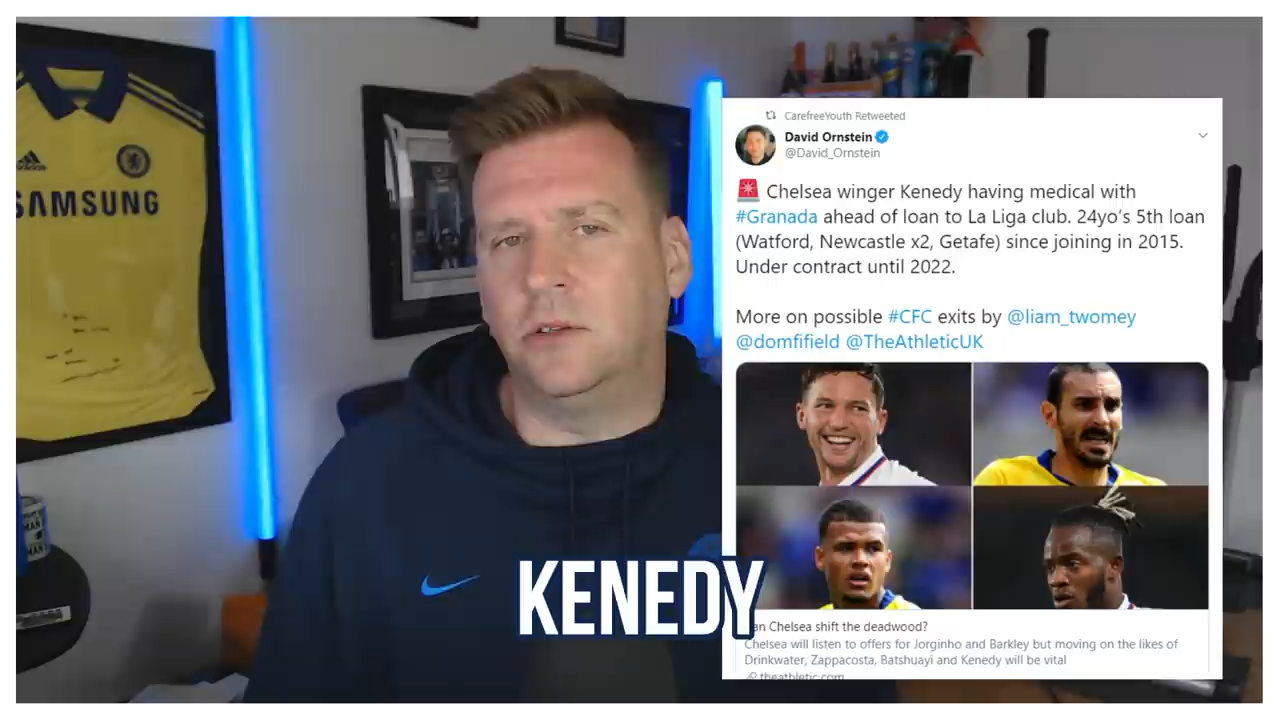 SAMSUNG
CarefreeYouth Retweeted
David Ornstein
@David_Ornstein
Chelsea winger Kenedy having medical with
#Granada ahead of loan to La Liga club. 24yo's 5th loan
(Watford, Newcastle x2, Getafe) since joining in 2015.
Under contract until 2022.
More on possible #CFC exits by @liam_twomey
@domfifield @TheAthleticUK
KENEDY
Chelsea shift the deadwood?
Chelsea will listen to offers for Jorginho and Barkley but moving on the likes of
Drinkwater, Zappacosta, Batshuayi and Kenedy will be vital
theathletic.com